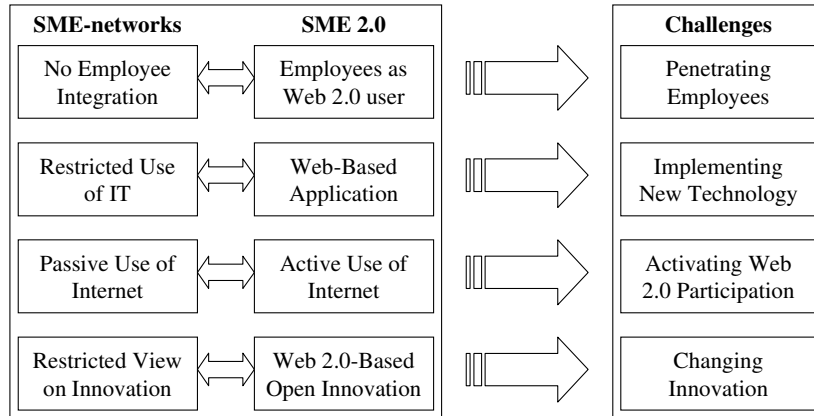 SME-networks SME 2.0 Challenges
No Employee
Integration
Employees as
Web 2.0 user
Penetrating
Employees
Restricted Use
of IT
Web-Based
Application
Implementing
New Technology
Passive Use of
Internet
Active Use of
Internet
Activating Web
2.0 Participation
Restricted View
on Innovation
Web 2.0-Based
Open Innovation
Changing
Innovation